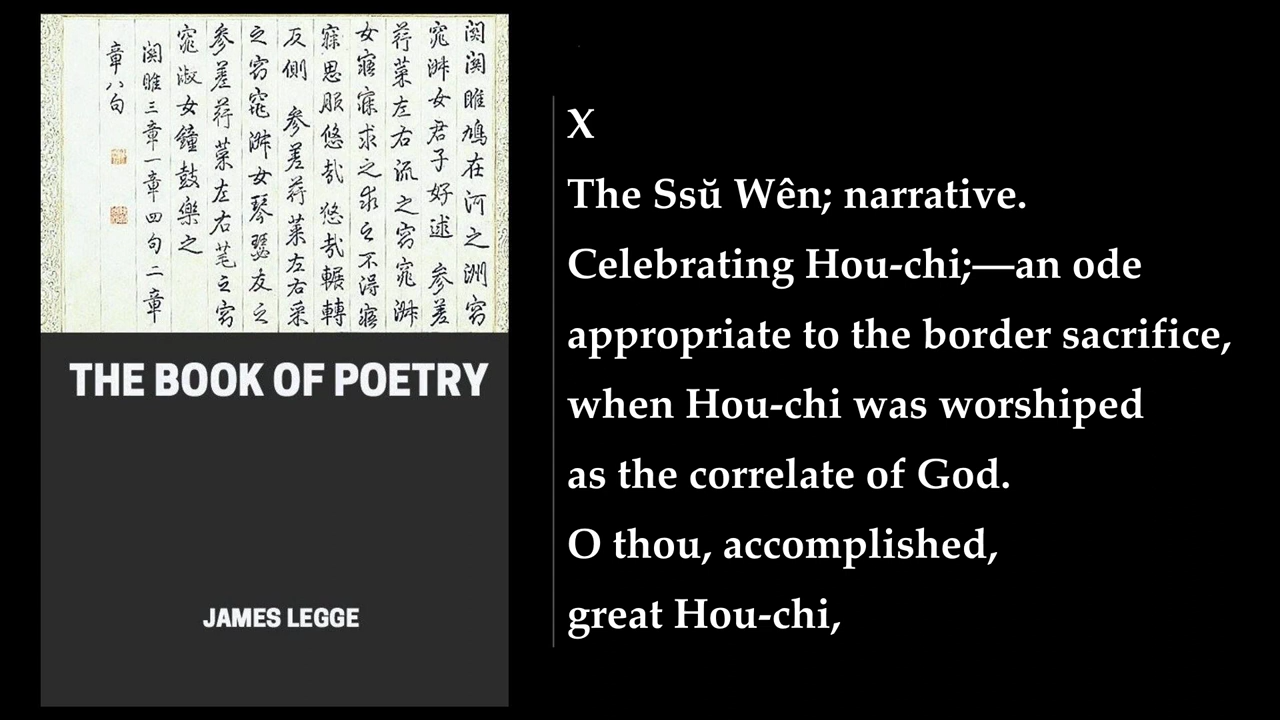 關關雎鳩在河之洲窈
窕淑女君子好逑 參差
荇菜左右流之窈窕淑
女寤寐求之求之不得寤
寐思服悠哉悠哉輾轉
反側 參差荇菜左右采
之窈窕淑女琴瑟友之
參差荇菜左右芼之窈
窕淑女鐘鼓樂之
關雎三章一章四句二章
章八句
THE BOOK OF POETRY
JAMES LEGGE
X
The Ssŭ Wên; narrative.
Celebrating Hou-chi;—an ode
appropriate to the border sacrifice,
when Hou-chi was worshiped
as the correlate of God.
O thou, accomplished,
great Hou-chi,